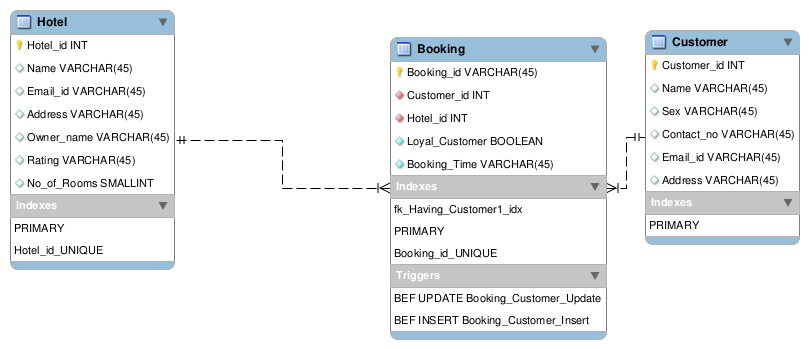 Hotel
Hotel_id INT
Name VARCHAR(45)
Email_id VARCHAR(45)
Address VARCHAR(45)
Owner_name VARCHAR(45)
Rating VARCHAR(45)
No_of_Rooms SMALLINT
Indexes
PRIMARY
Hotel_id_UNIQUE
Booking
Booking_id VARCHAR(45)
Customer_id INT
Hotel_id INT
Loyal_Customer BOOLEAN
Booking_Time VARCHAR(45)
Indexes
fk_Having_Customer1_idx
PRIMARY
Booking_id_UNIQUE
Triggers
BEF UPDATE Booking_Customer_Update
BEF INSERT Booking_Customer_Insert
Customer
Customer_id INT
Name VARCHAR(45)
Sex VARCHAR(45)
Contact_no VARCHAR(45)
Email_id VARCHAR(45)
Address VARCHAR(45)
Indexes
PRIMARY